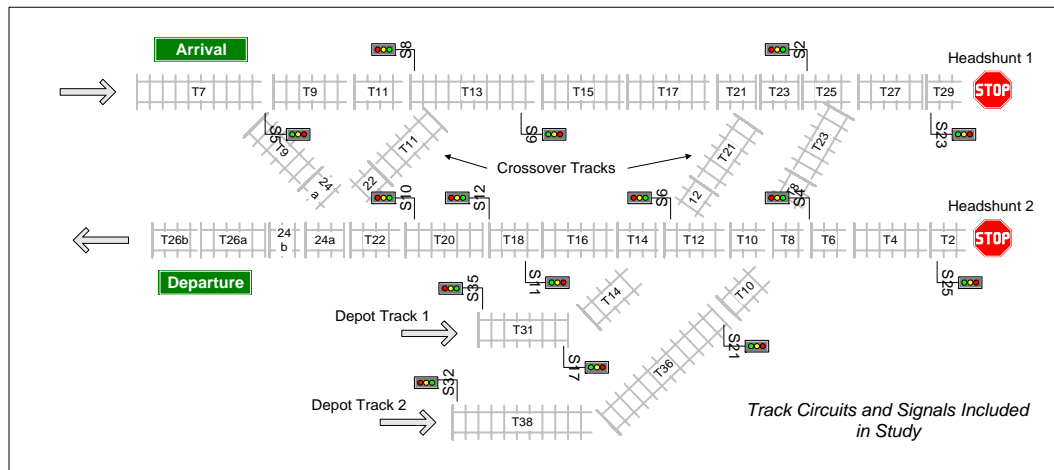 Arrival
S8
S2
Headshunt 1
T7
T9
T11
T13
T15
T17
T21
T23
T25
T27
T29
STOP
S5
T9
T11
S9
T21
T23
S23
Crossover Tracks
24
a
22
12
T8
S10
S12
S6
S4
Headshunt 2
T26b
T26a
24
b
24a
T22
T20
T18
T16
T14
T12
T10
T8
T6
T4
T2
STOP
Departure
S35
S11
T14
T10
S25
Depot Track 1
T31
S17
S21
T36
S32
Depot Track 2
T38
Track Circuits and Signals Included
in Study